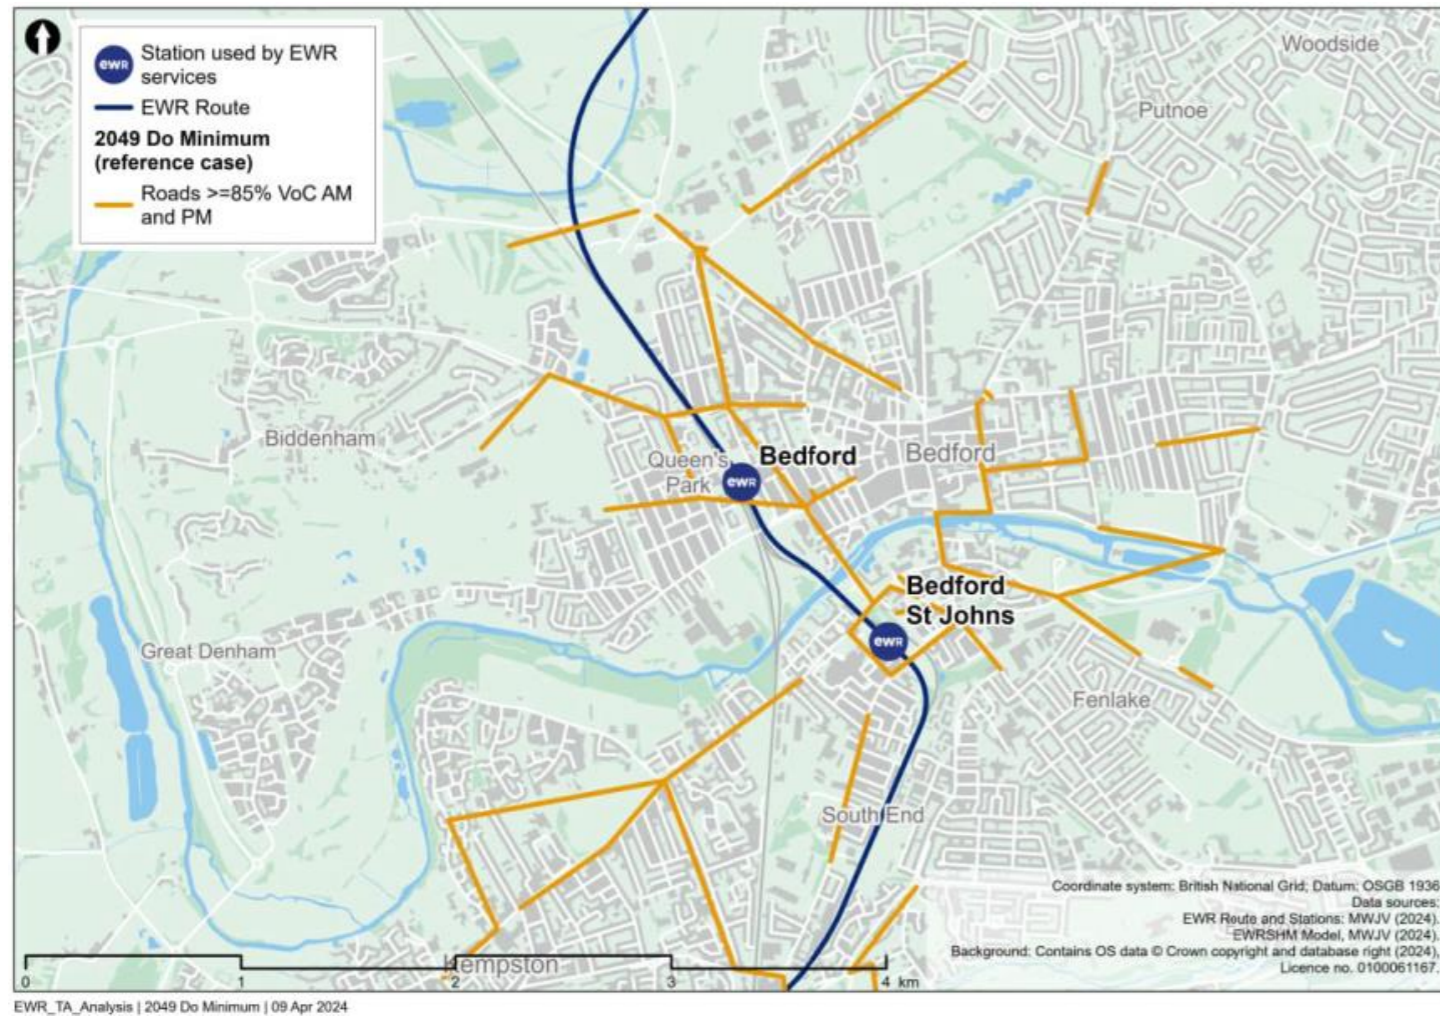 ewr
Station used by EWR
services
EWR Route
2049 Do Minimum
(reference case)
Roads >=85% VoC AM
and PM
Woodside
Putnoe
Biddenham
Queen's
Park
ewr
Bedford
Bedford
Bedford
St Johns
ewr
Great Denham
Fenlake
South End
Hempston
Coordinate system: British National Grid; Datum: OSGB 1936
Data sources:
EWR Route and Stations: MWJV (2024).
EWRSHM Model, MWJV (2024).
Background: Contains OS data © Crown copyright and database right (2024),
Licence no. 0100061167.
0 1 2 3 4 km
EWR_TA_Analysis | 2049 Do Minimum | 09 Apr 2024